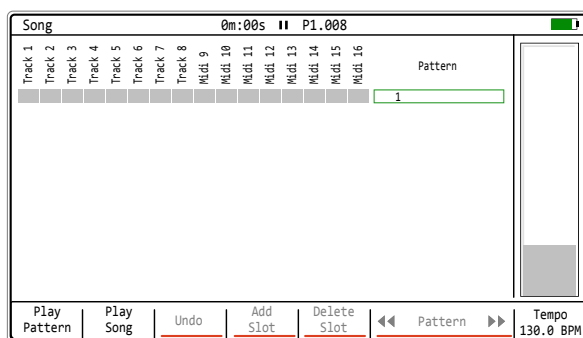 Song 0m:00s P1.008
Track 1 Track 2 Track 3 Track 4 Track 5 Track 6 Track 7 Track 8 Midi 9 Midi 10 Midi 11 Midi 12 Midi 13 Midi 14 Midi 15 Midi 16 Pattern
1
Play Pattern
Play Song
Undo
Add Slot
Delete Slot
Pattern
Tempo
130.0 BPM